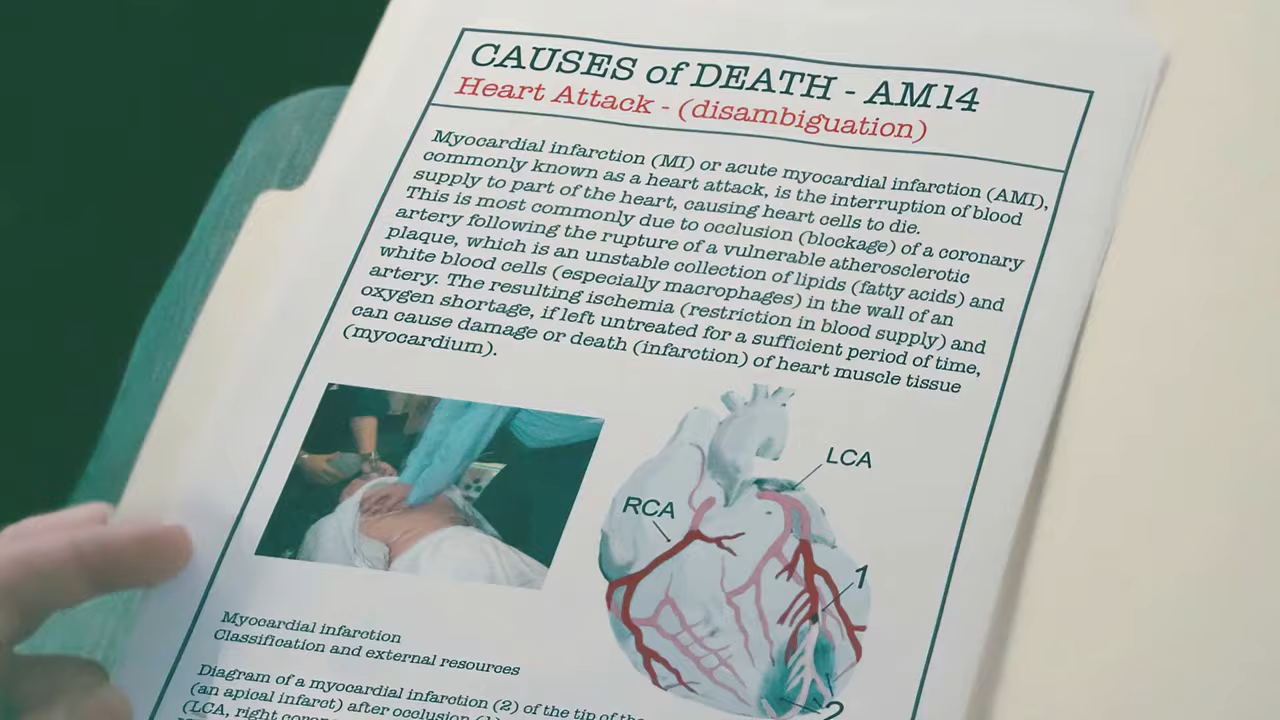 CAUSES of DEATH - AM14
Heart Attack - (disambiguation)
Myocardial infarction (MI) or acute myocardial infarction (AMI),
commonly known as a heart attack, is the interruption of blood
supply to part of the heart, causing heart cells to die.
This is most commonly due to occlusion (blockage) of a coronary
artery following the rupture of a vulnerable atherosclerotic
plaque, which is an unstable collection of lipids (fatty acids) and
white blood cells (especially macrophages) in the wall of an
artery. The resulting ischemia (restriction in blood supply) and
oxygen shortage, if left untreated for a sufficient period of time,
can cause damage or death (infarction) of heart muscle tissue
(myocardium).
LCA
RCA
1
2
Myocardial infarction
Classification and external resources
Diagram of a myocardial infarction (2) of the tip of the
(an apical infarct) after occlusion
(LCA, right